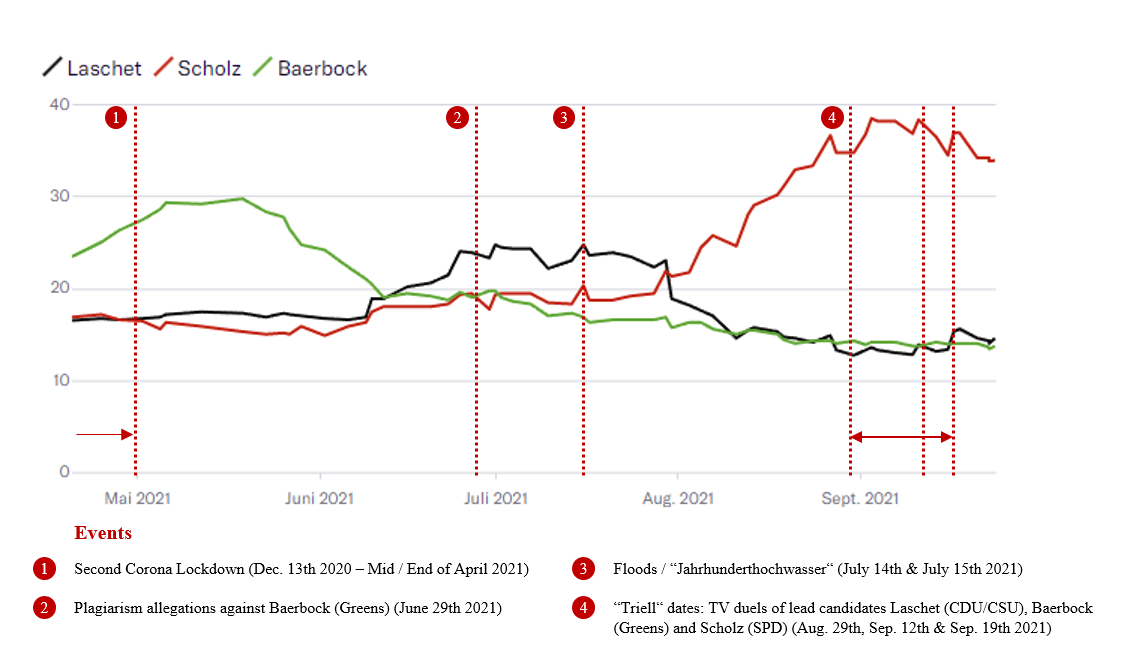 Laschet Scholz Baerbock
40
1 2 3 4
30
20
10
0
Mai 2021 Juni 2021 Juli 2021 Aug. 2021 Sept. 2021
Events
1 Second Corona Lockdown (Dec. 13th 2020 – Mid / End of April 2021)
2 Plagiarism allegations against Baerbock (Greens) (June 29th 2021)
3 Floods / “Jahrhunderthochwasser“ (July 14th & July 15th 2021)
4 “Triell“ dates: TV duels of lead candidates Laschet (CDU/CSU), Baerbock
(Greens) and Scholz (SPD) (Aug. 29th, Sep. 12th & Sep. 19th 2021)